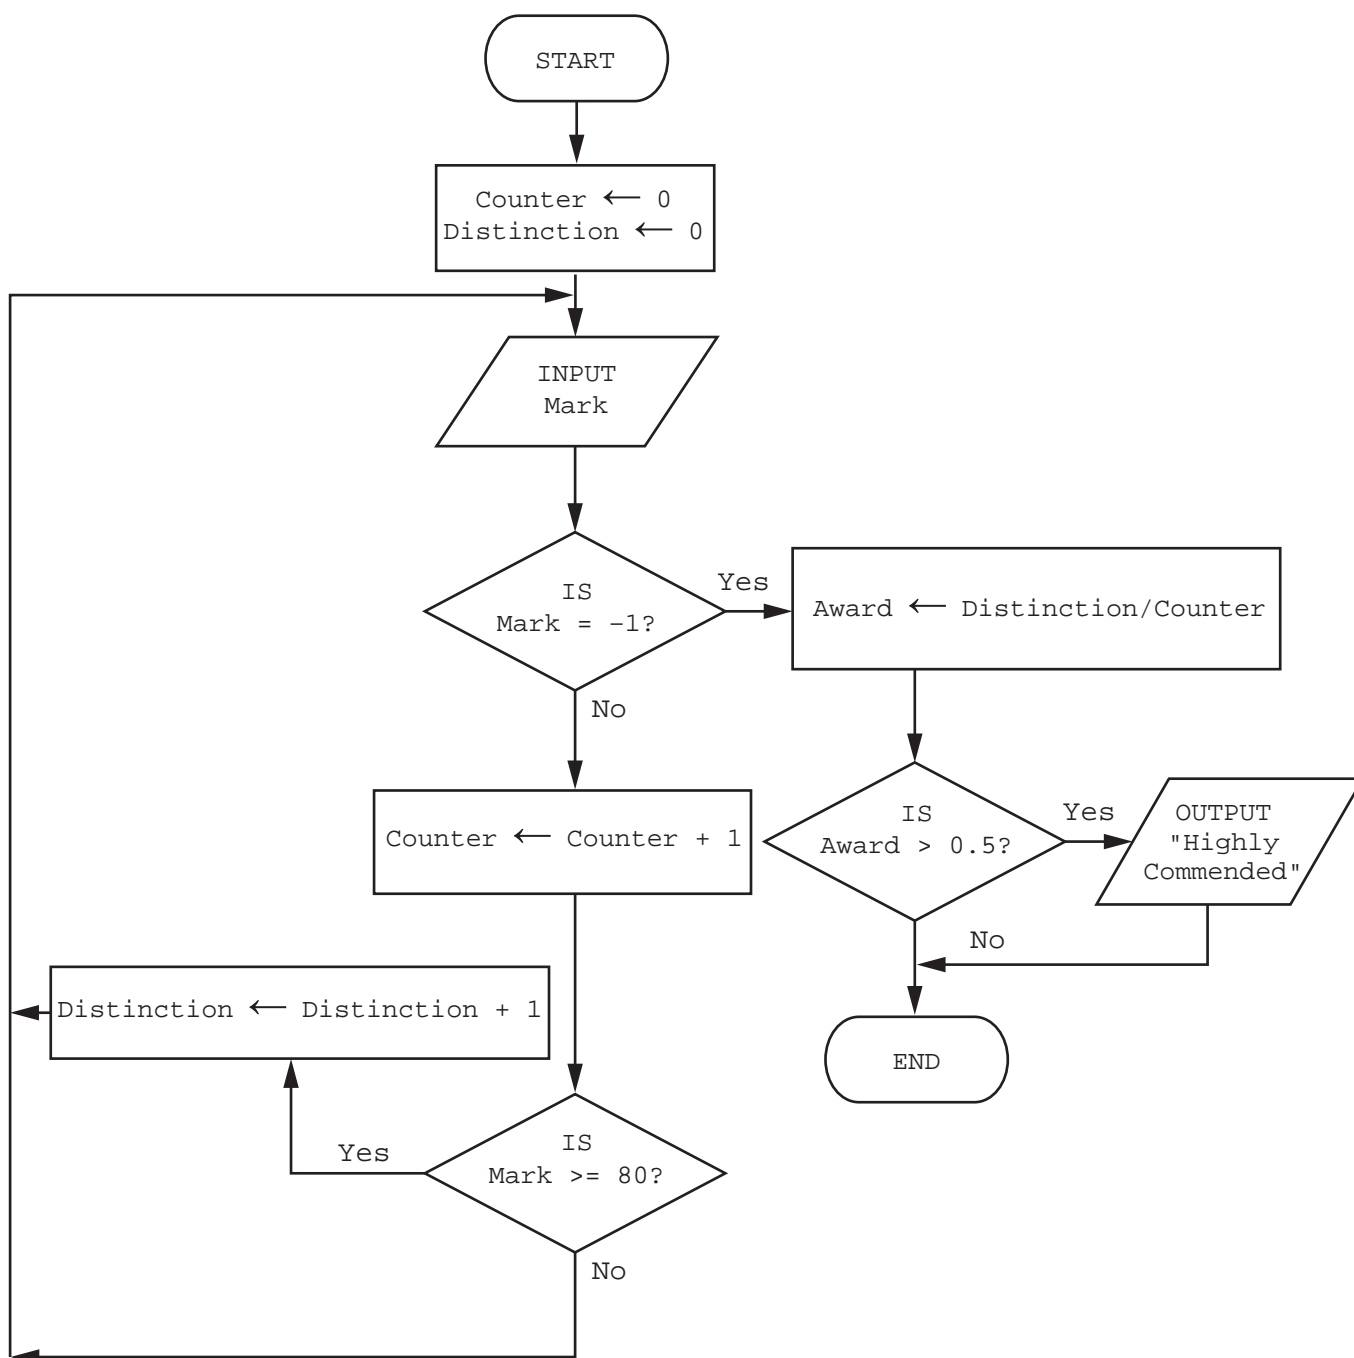 START
Counter ← 0
Distinction ← 0
INPUT
Mark
IS
Mark = –1?
Yes
No
Award ← Distinction/Counter
Counter ← Counter + 1
IS
Award > 0.5?
Yes
No
OUTPUT
"Highly
Commended"
Distinction ← Distinction + 1
END
IS
Mark >= 80?
Yes
No